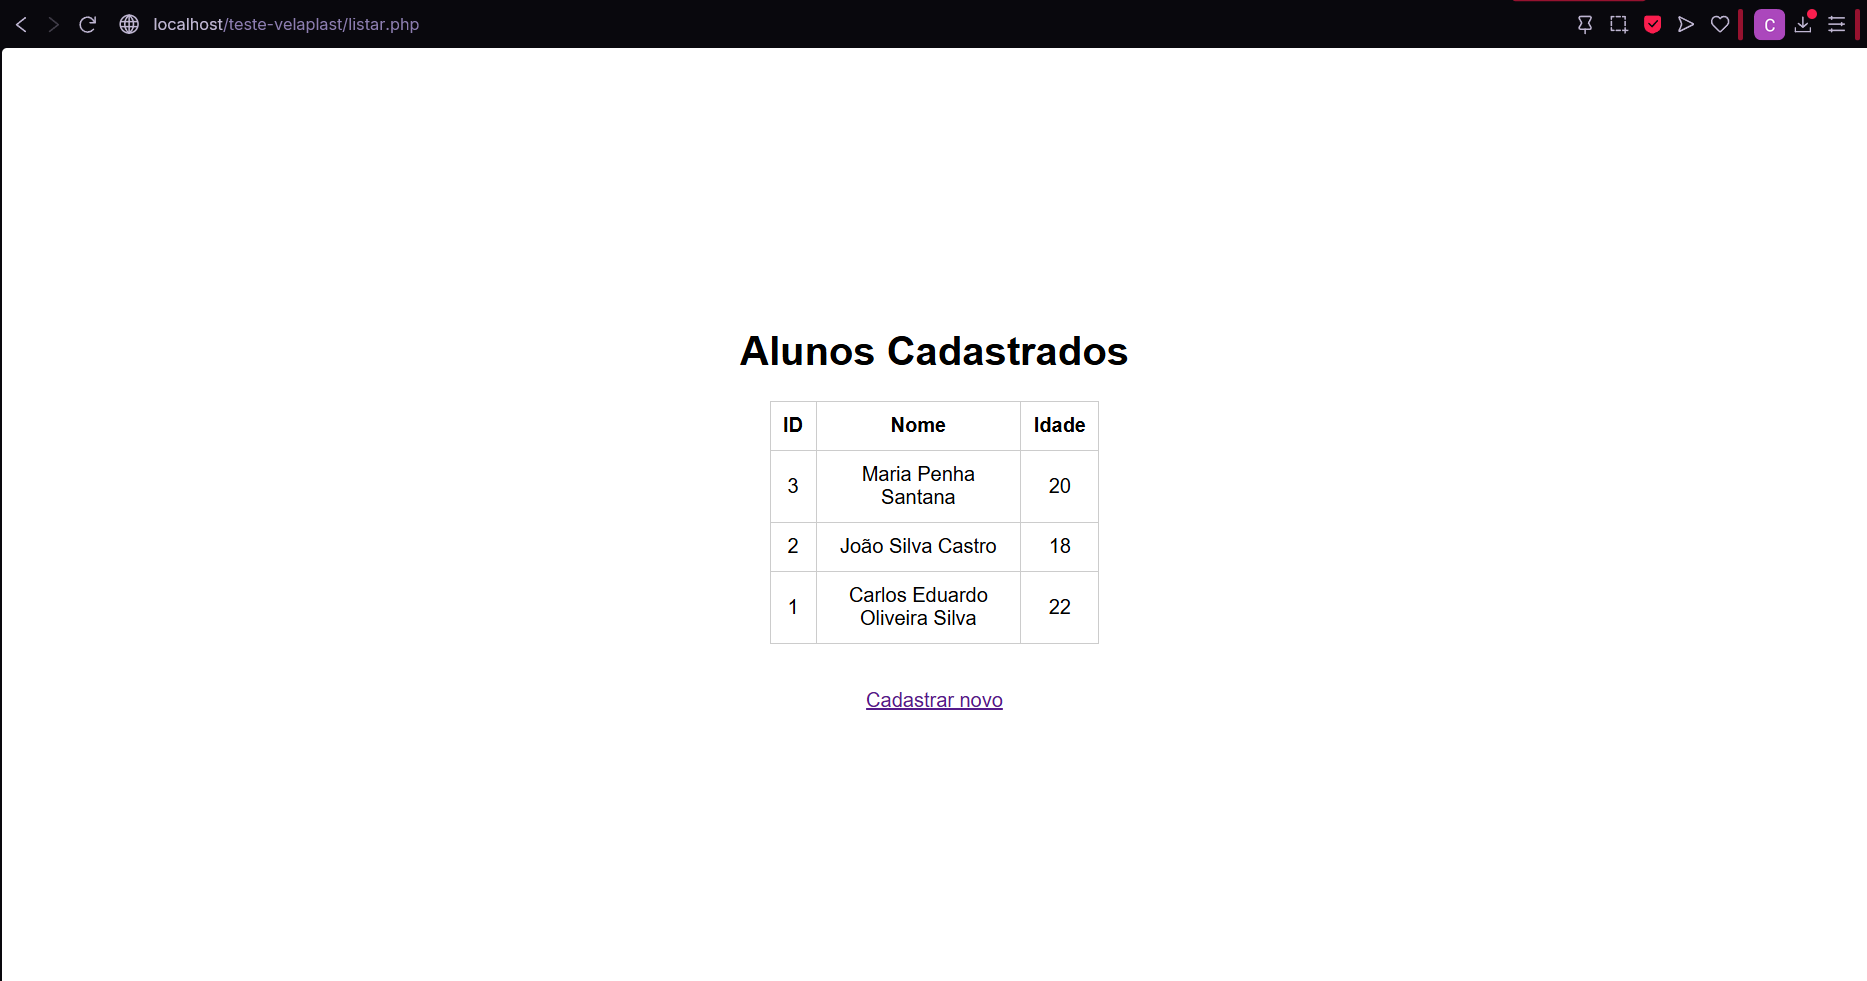 localhost/teste-velaplast/listar.php
C
Alunos Cadastrados
ID Nome Idade
3 Maria Penha
Santana 20
2 João Silva Castro 18
1 Carlos Eduardo
Oliveira Silva 22
Cadastrar novo